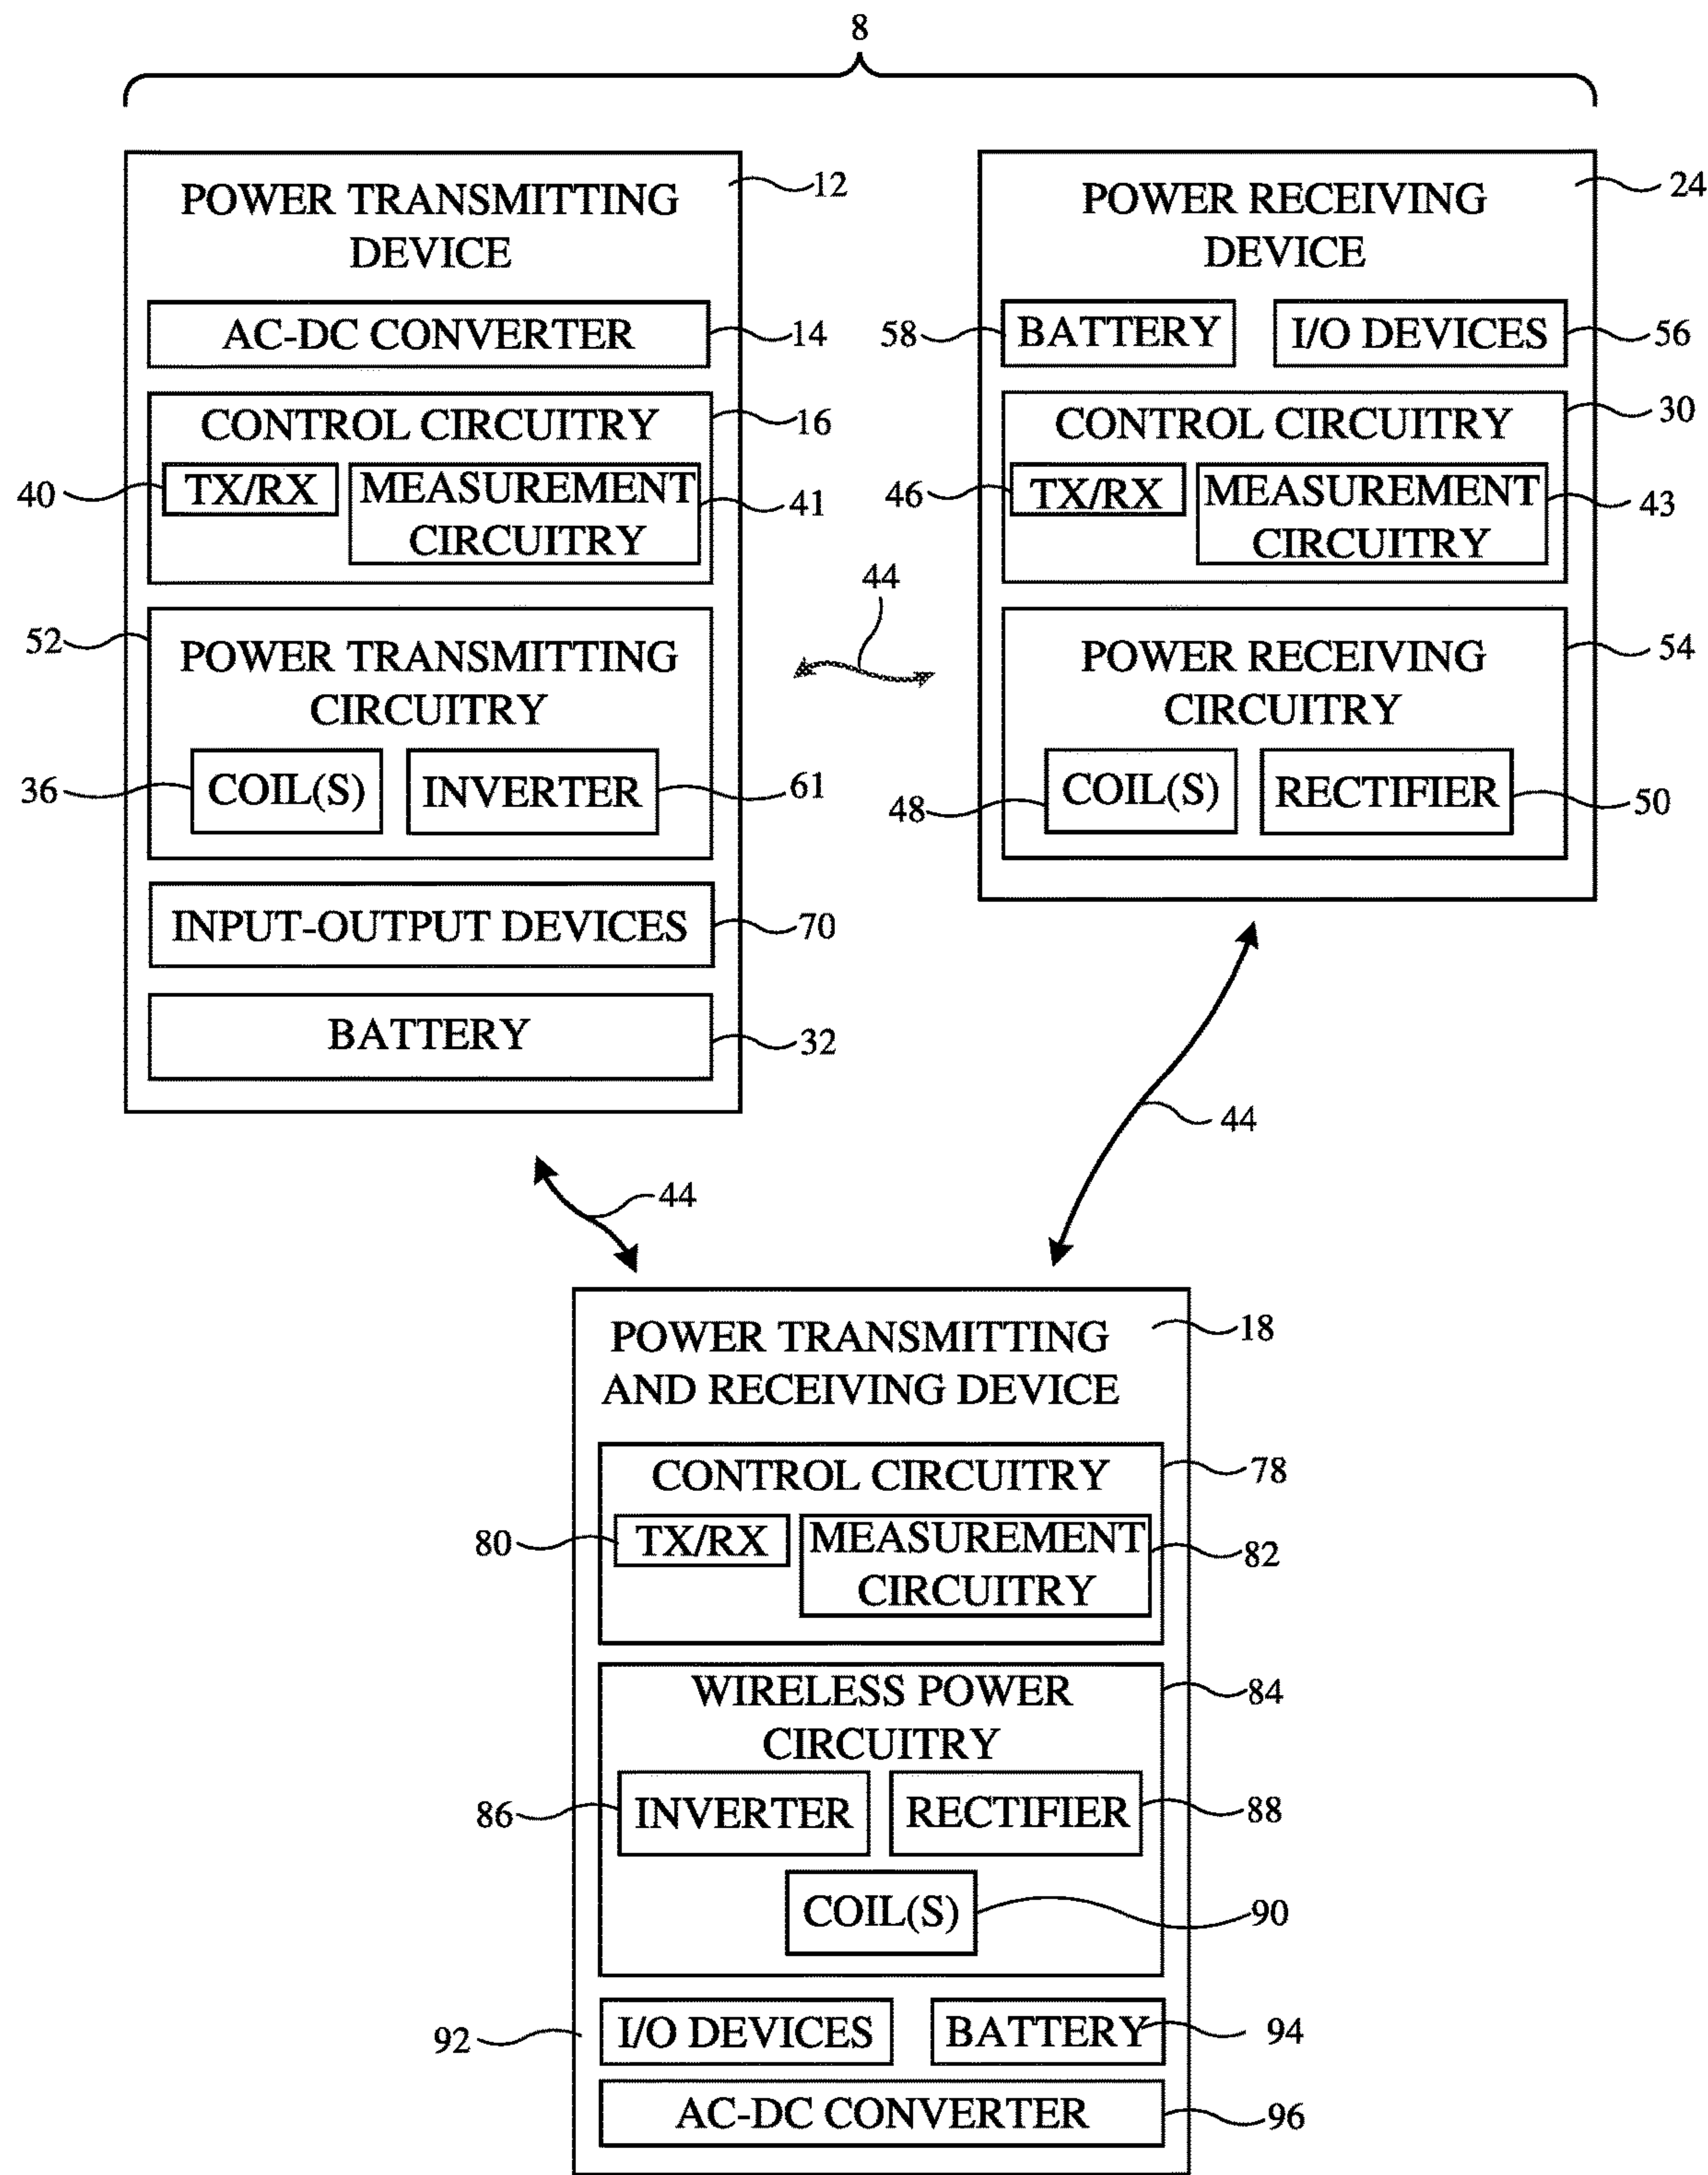 8
POWER TRANSMITTING
DEVICE
12
AC-DC CONVERTER
14
CONTROL CIRCUITRY
16
40
TX/RX
MEASUREMENT
CIRCUITRY
41
52
POWER TRANSMITTING
CIRCUITRY
36
COIL(S)
INVERTER
61
INPUT-OUTPUT DEVICES
70
BATTERY
32
44
POWER RECEIVING
DEVICE
24
58
BATTERY
I/O DEVICES
56
CONTROL CIRCUITRY
30
46
TX/RX
MEASUREMENT
CIRCUITRY
43
POWER RECEIVING
CIRCUITRY
54
48
COIL(S)
RECTIFIER
50
44
44
POWER TRANSMITTING
AND RECEIVING DEVICE
18
CONTROL CIRCUITRY
78
80
TX/RX
MEASUREMENT
CIRCUITRY
82
WIRELESS POWER
CIRCUITRY
84
86
INVERTER
RECTIFIER
88
COIL(S)
90
92
I/O DEVICES
BATTERY
94
AC-DC CONVERTER
96